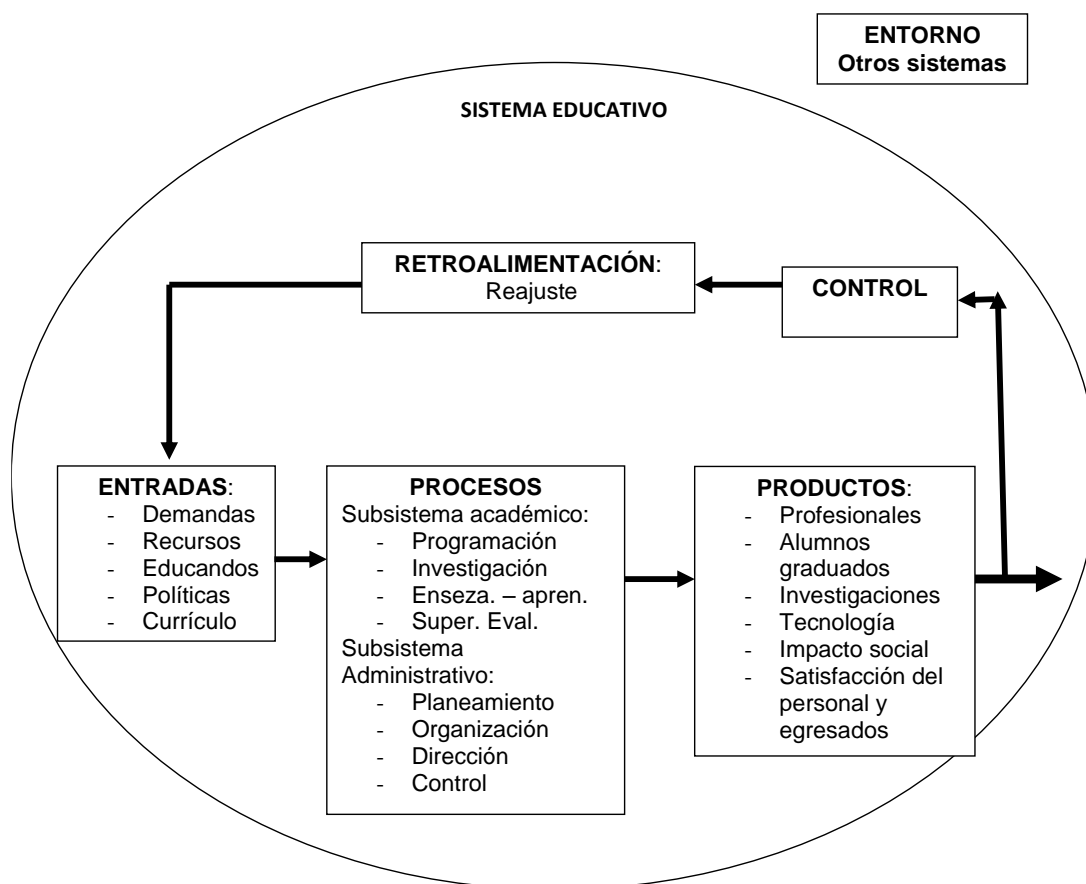 ENTORNO
Otros sistemas
SISTEMA EDUCATIVO
RETROALIMENTACIÓN:
Reajuste
CONTROL
ENTRADAS:
- Demandas
- Recursos
- Educandos
- Políticas
- Currículo
PROCESOS
Subsistema académico:
- Programación
- Investigación
- Enseza. – apren.
- Super. Eval.
Subsistema
Administrativo:
- Planeamiento
- Organización
- Dirección
- Control
PRODUCTOS:
- Profesionales
- Alumnos
graduados
- Investigaciones
- Tecnología
- Impacto social
- Satisfacción del
personal y
egresados